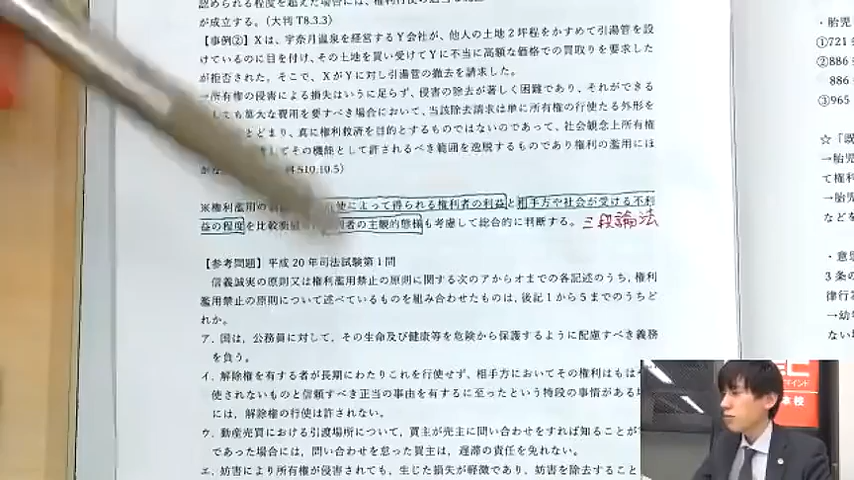 認められる程度を超えた場合には、権利行使の適
が成立する。（大判T8.3.3）
【事例②】Xは、宇奈月温泉を経営するY会社が、他人の土地2坪程をかすめて引湯管を設
けているのに目を付け、その土地を買い受けてYに不当に高額な価格での買取りを要求した
が拒否された。そこで、XがYに対し引湯管の撤去を請求した。
→所有権の侵害による損失はいうに足らず、侵害の除去が著しく困難であり、それができる
しても莫大な費用を要すべき場合において、当該除去請求は単に所有権の行使たる外形を
とどまり、真に権利救済を目的とするものではないのであって、社会観念上所有権
してその機能として許されるべき範囲を逸脱するものであり権利の濫用にほ
S10.10.5）
※権利濫用の
使によって得られる権利者の利益と相手方や社会が受ける不利
益の程度を比較衡量
者の主観的態様も考慮して総合的に判断する。 三段論法
【参考問題】平成20年司法試験第1問
信義誠実の原則又は権利濫用禁止の原則に関する次のアからオまでの各記述のうち、権利
濫用禁止の原則について述べているものを組み合わせたものは、後記1から5までのうちど
れか。
ア．国は、公務員に対して、その生命及び健康等を危険から保護するように配慮すべき義務
を負う。
イ．解除権を有する者が長期にわたりこれを行使せず、相手方においてその権利はもは
使されないものと信頼すべき正当の事由を有するに至ったという特段の事情がある
には、解除権の行使は許されない。
ウ．動産売買における引渡場所について、買主が売主に問い合わせをすれば知ることが
であった場合には、問い合わせを怠った買主は、遅滞の責任を免れない。
エ．妨害により所有権が侵害されても、生じた損失が軽微であり、妨害を除去すること
・胎児
①721
②886
886
③965
☆「既
→胎児
て権利
→胎児
などを
・意思
3条の
律行
→幼
ない
マインド
本校